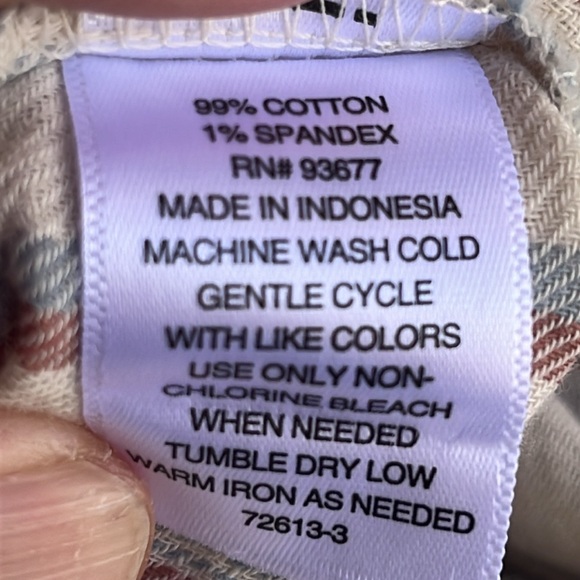 99% COTTON
1% SPANDEX
RN# 93677
MADE IN INDONESIA
MACHINE WASH COLD
GENTLE CYCLE
WITH LIKE COLORS
USE ONLY NON-
CHLORINE BLEACH
WHEN NEEDED
TUMBLE DRY LOW
WARM IRON AS NEEDED
72613-3